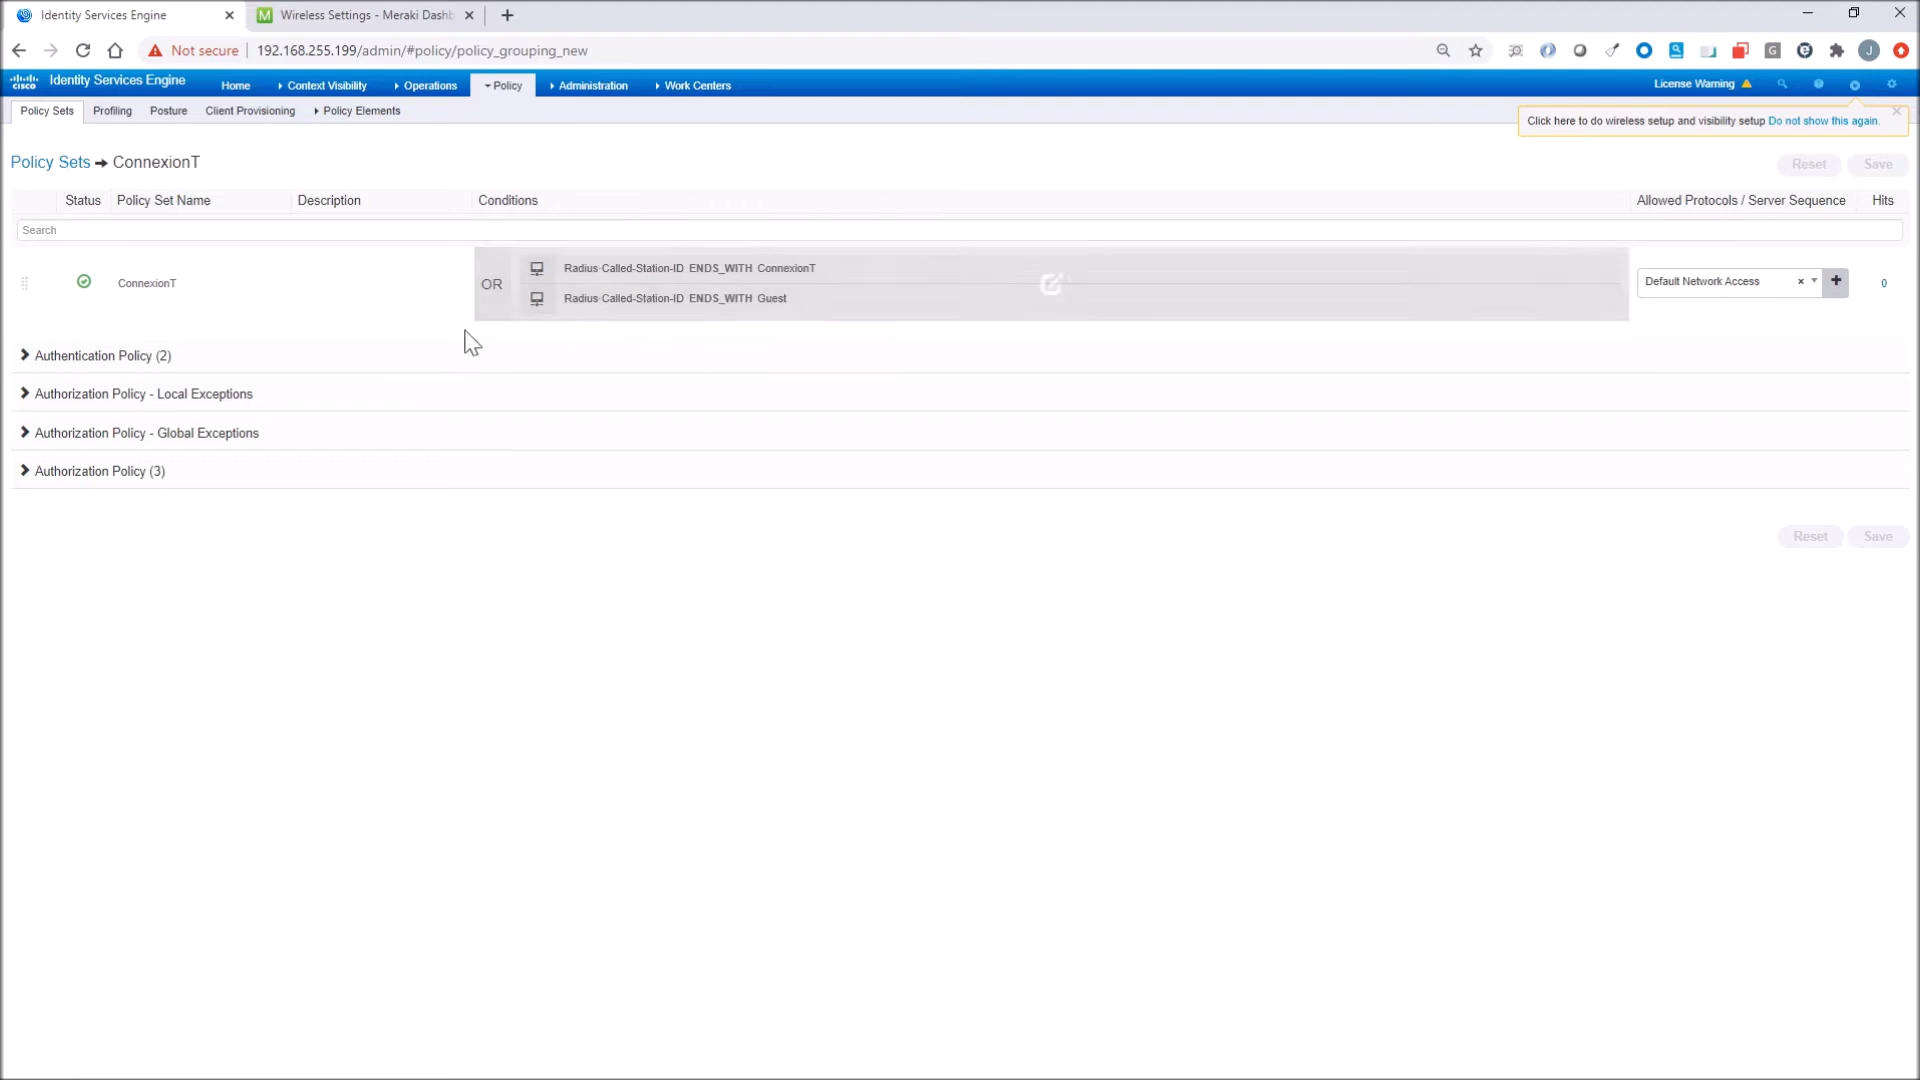 Identity Services Engine
Wireless Settings - Meraki Dashb
Not secure
192.168.255.199/admin/#policy/policy_grouping_new
G
J
cisco
Identity Services Engine
Home
Context Visibility
Operations
Policy
Administration
Work Centers
License Warning
Policy Sets
Profiling
Posture
Client Provisioning
Policy Elements
Click here to do wireless setup and visibility setup Do not show this again.
Policy Sets ➔ ConnexionT
Reset
Save
Status
Policy Set Name
Description
Conditions
Allowed Protocols / Server Sequence
Hits
Search
ConnexionT
OR
Radius·Called-Station-ID ENDS_WITH ConnexionT
Radius·Called-Station-ID ENDS_WITH Guest
Default Network Access
0
Authentication Policy (2)
Authorization Policy - Local Exceptions
Authorization Policy - Global Exceptions
Authorization Policy (3)
Reset
Save